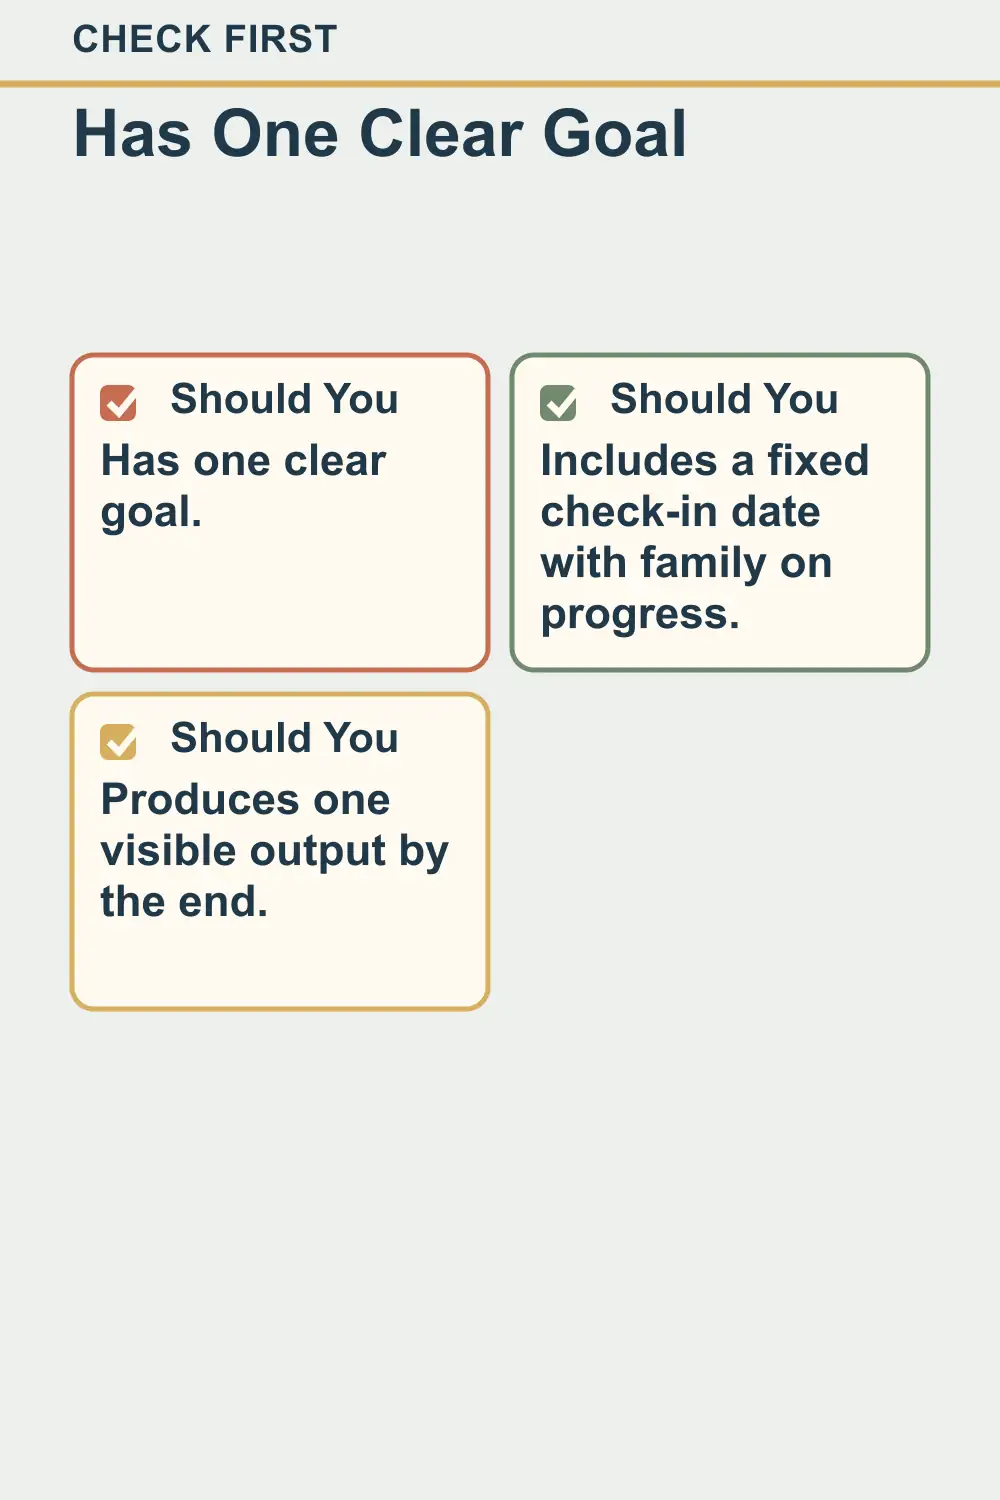 CHECK FIRST
Has One Clear Goal
Should You
Has one clear
goal.
Should You
Includes a fixed
check-in date
with family on
progress.
Should You
Produces one
visible output by
the end.